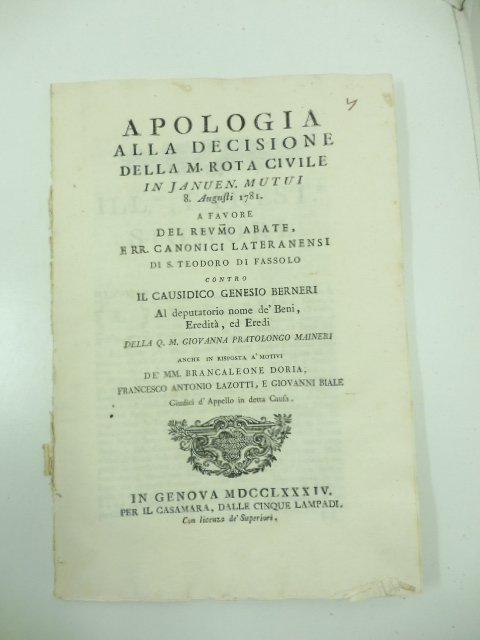 APOLOGIA
ALLA DECISIONE
DELLA M. ROTA CIVILE
IN JANUEN. MUTUI
8. Augusti 1781.
A FAVORE
DEL REVM̃O ABATE,
E RR. CANONICI LATERANENSI
DI S. TEODORO DI FASSOLO
CONTRO
IL CAUSIDICO GENESIO BERNERI
Al deputatorio nome de' Beni,
Eredità, ed Eredi
DELLA Q. M. GIOVANNA PRATOLONGO MAINERI
ANCHE IN RISPOSTA A' MOTIVI
DE' MM. BRANCALEONE DORIA,
FRANCESCO ANTONIO LAZOTTI, E GIOVANNI BIALE
Giudici d' Appello in detta Causa.
IN GENOVA MDCCLXXXIV.
PER IL CASAMARA, DALLE CINQUE LAMPADI.
Con licenza de' Superiori.